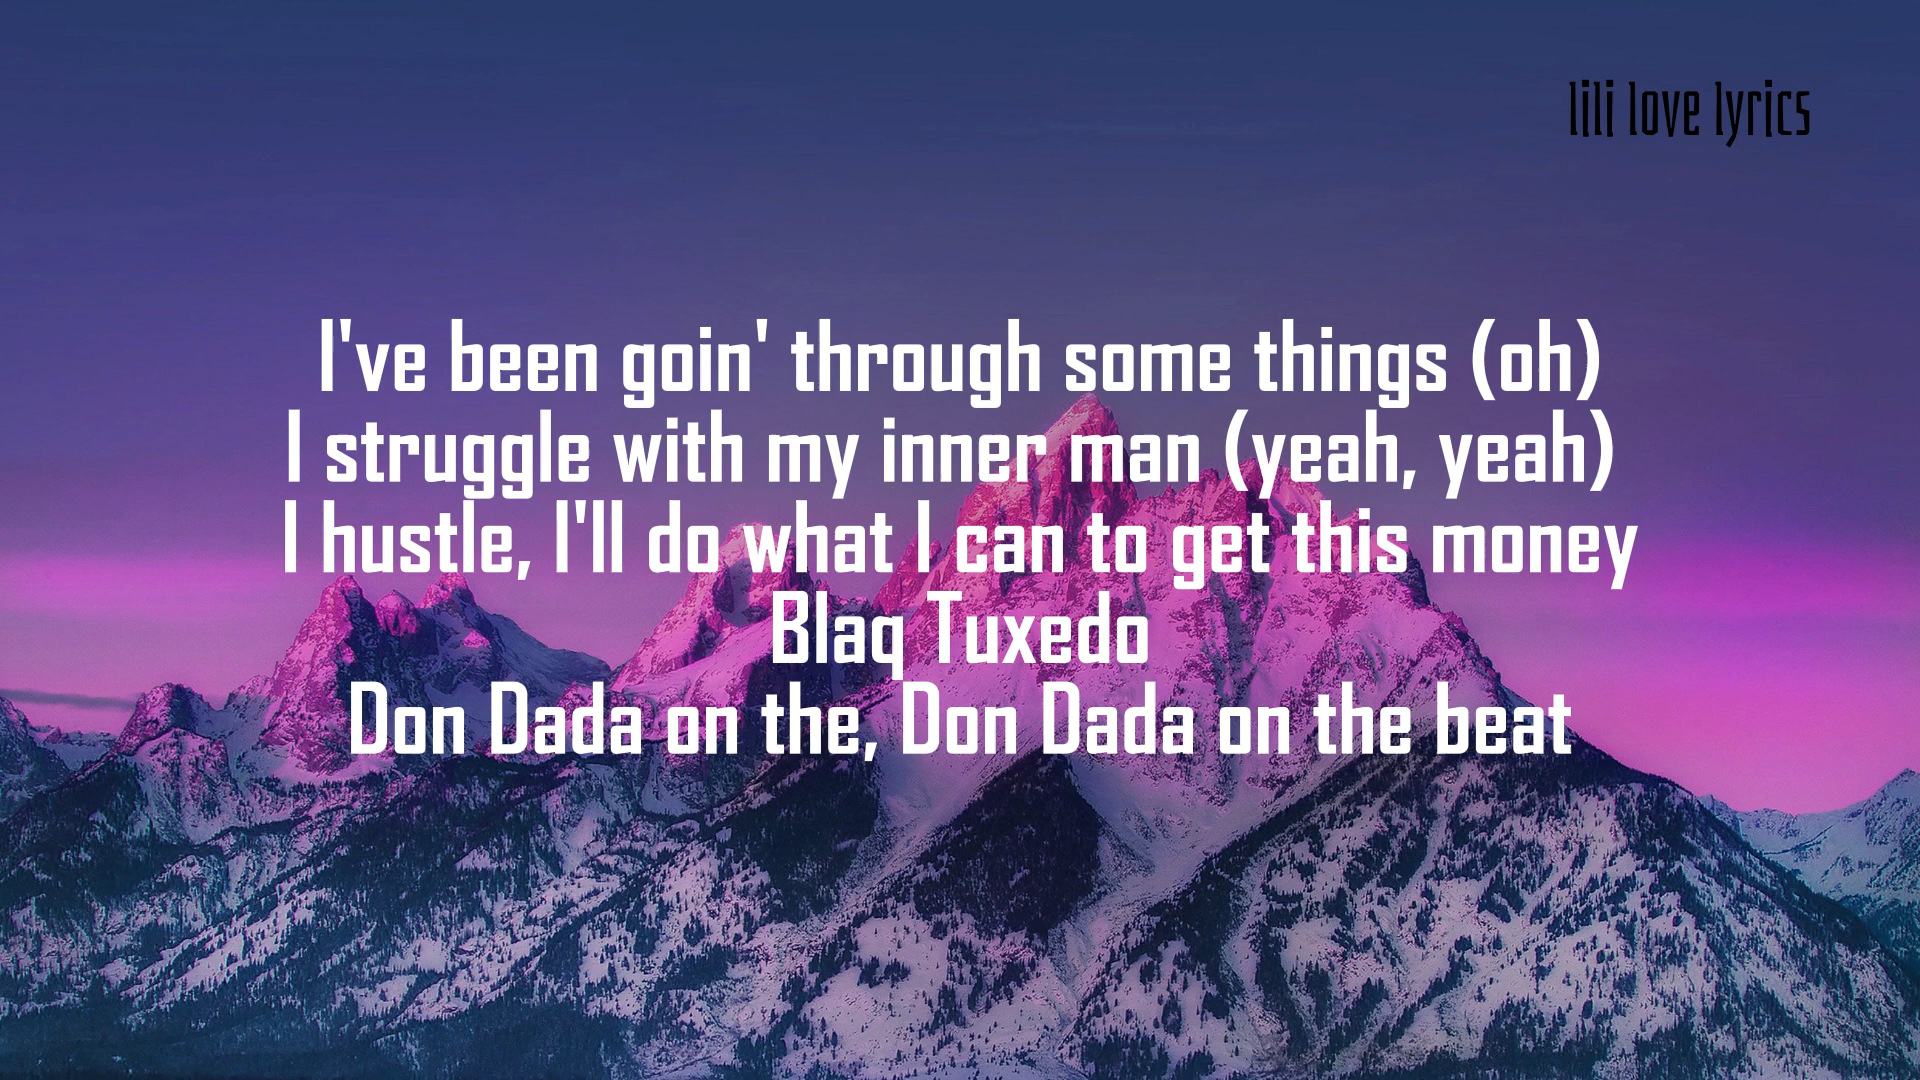 lili love lyrics
I've been goin' through some things (oh)
I struggle with my inner man (yeah, yeah)
I hustle, I'll do what I can to get this money
Blaq Tuxedo
Don Dada on the, Don Dada on the beat